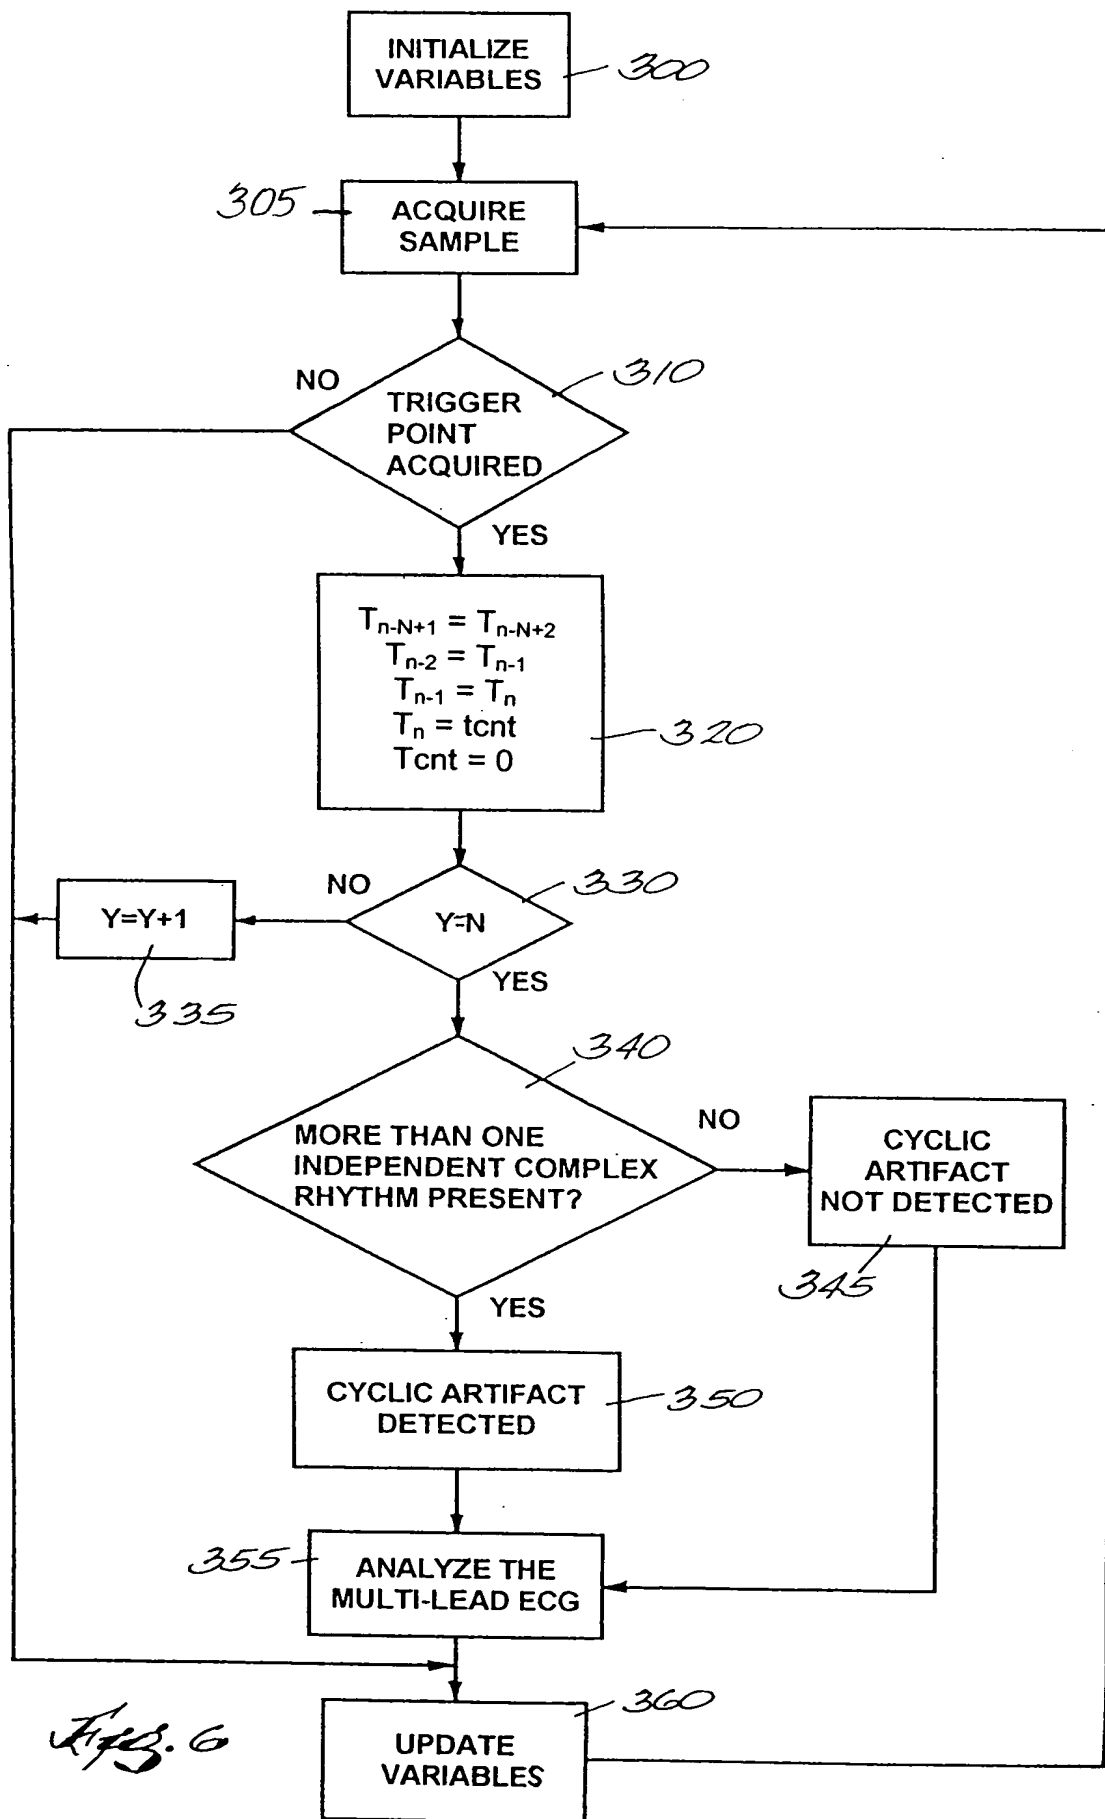 INITIALIZE
VARIABLES
300
305
ACQUIRE
SAMPLE
310
NO
TRIGGER
POINT
ACQUIRED
YES
T_{n-N+1} = T_{n-N+2}
T_{n-2} = T_{n-1}
T_{n-1} = T_n
T_n = tcnt
Tcnt = 0
320
330
NO
Y=N
Y=Y+1
YES
335
340
NO
MORE THAN ONE
INDEPENDENT COMPLEX
RHYTHM PRESENT?
CYCLIC
ARTIFACT
NOT DETECTED
345
YES
CYCLIC ARTIFACT
DETECTED
350
355
ANALYZE THE
MULTI-LEAD ECG
360
UPDATE
VARIABLES
Fig. 6